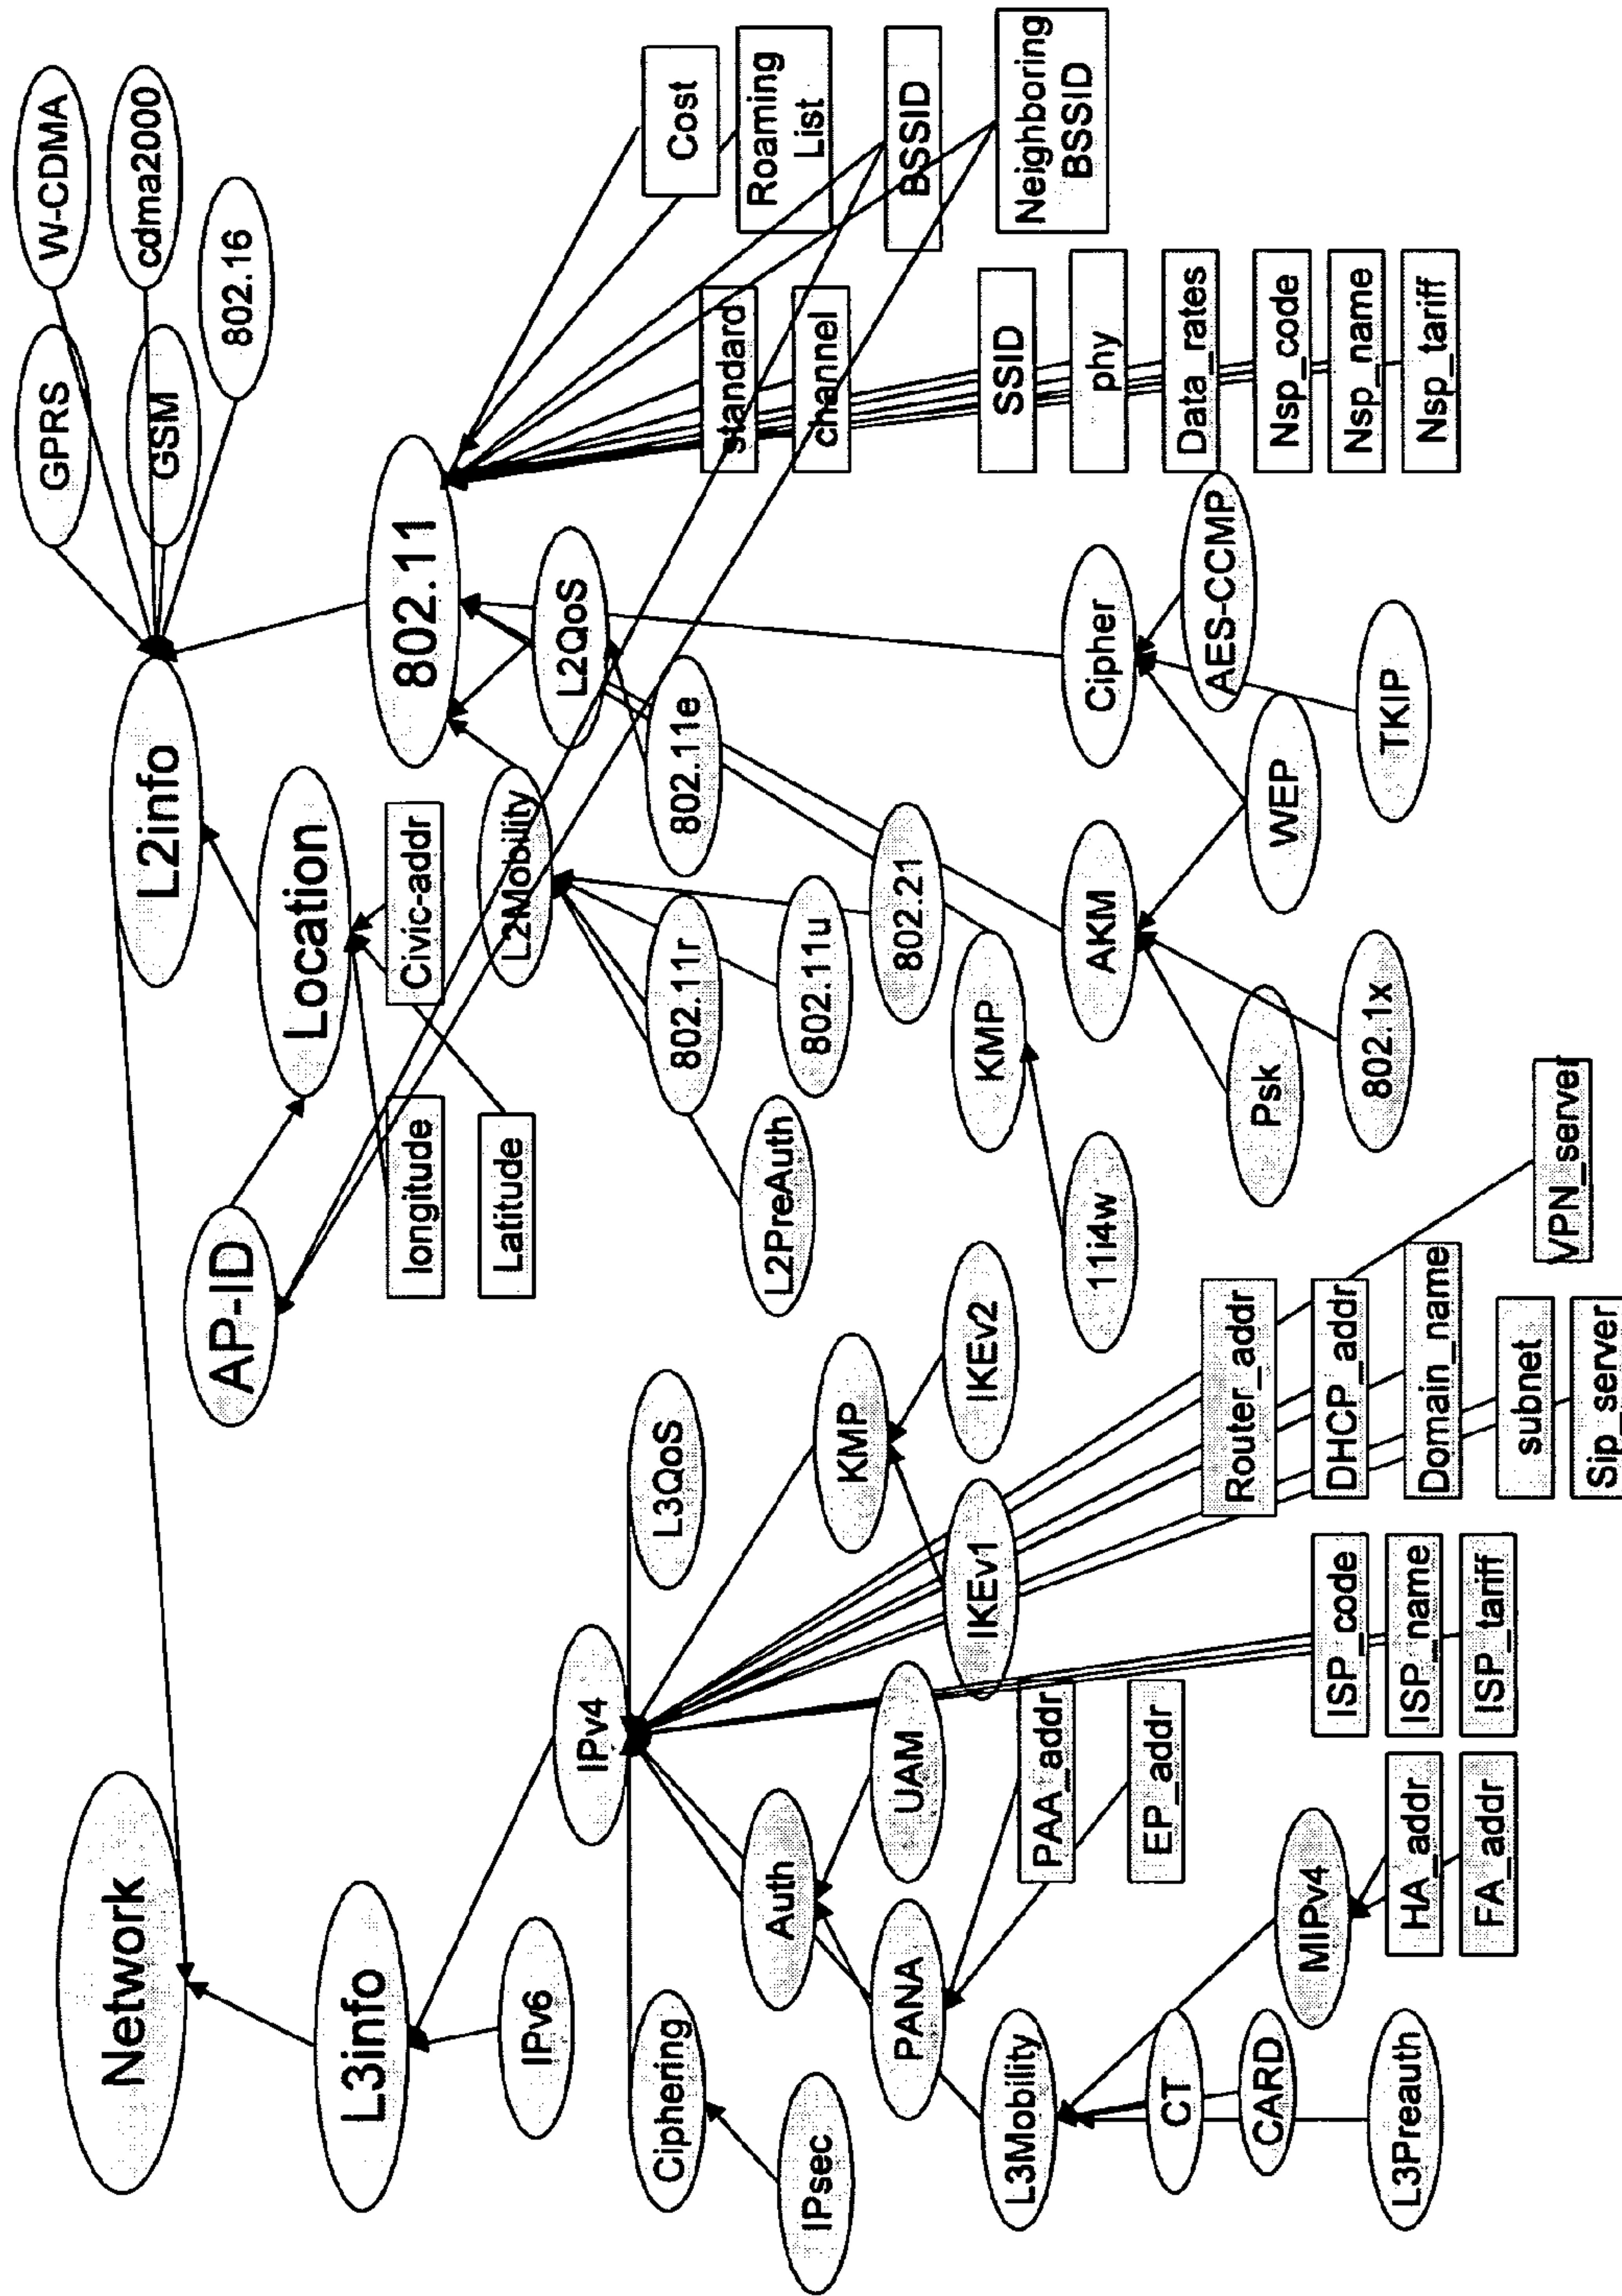 Network
L2info
GPRS
W-CDMA
GSM
cdma2000
802.16
L3info
AP-ID
Location
802.11
IPv6
IPv4
longitude
Civic-addr
Latitude
L2Mobility
L2QoS
Cost
Roaming
List
BSSID
Neighboring
BSSID
standard
channel
SSID
phy
Data_rates
Nsp_code
Nsp_name
Nsp_tariff
Ciphering
L3QoS
802.11r
802.11e
IPsec
Auth
KMP
L2PreAuth
802.11u
PANA
UAM
802.21
L3Mobility
PAA_addr
EP_addr
IKEv1
IKEv2
KMP
11i4w
AKM
Cipher
CT
CARD
L3Preauth
MIPv4
HA_addr
FA_addr
ISP_code
ISP_name
ISP_tariff
Router_addr
DHCP_addr
Domain_name
subnet
Sip_server
VPN_server
Psk
802.1x
WEP
AES-CCMP
TKIP